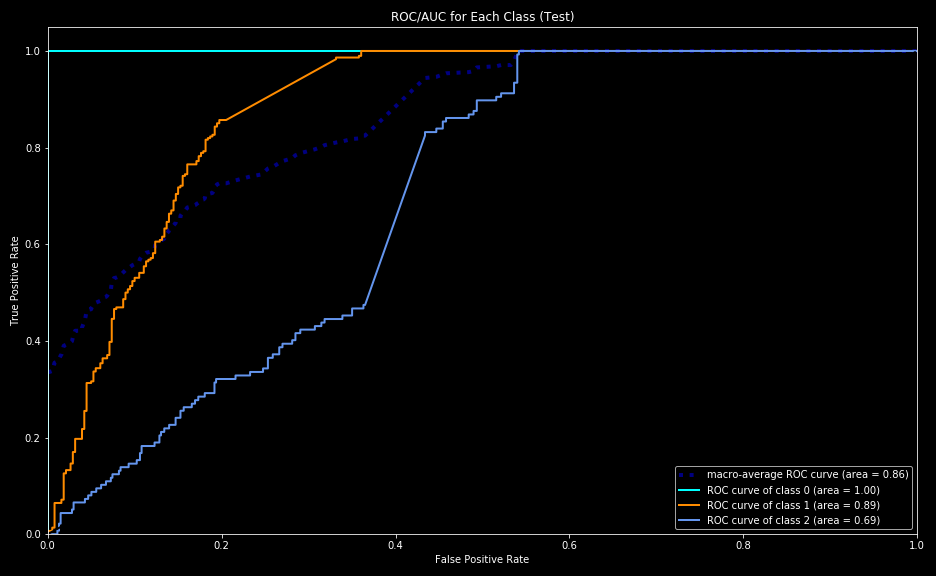 ROC/AUC for Each Class (Test)
True Positive Rate
1.0
0.8
0.6
0.4
0.2
0.0
macro-average ROC curve (area = 0.86)
ROC curve of class 0 (area = 1.00)
ROC curve of class 1 (area = 0.89)
ROC curve of class 2 (area = 0.69)
0.0 0.2 0.4 0.6 0.8 1.0
False Positive Rate